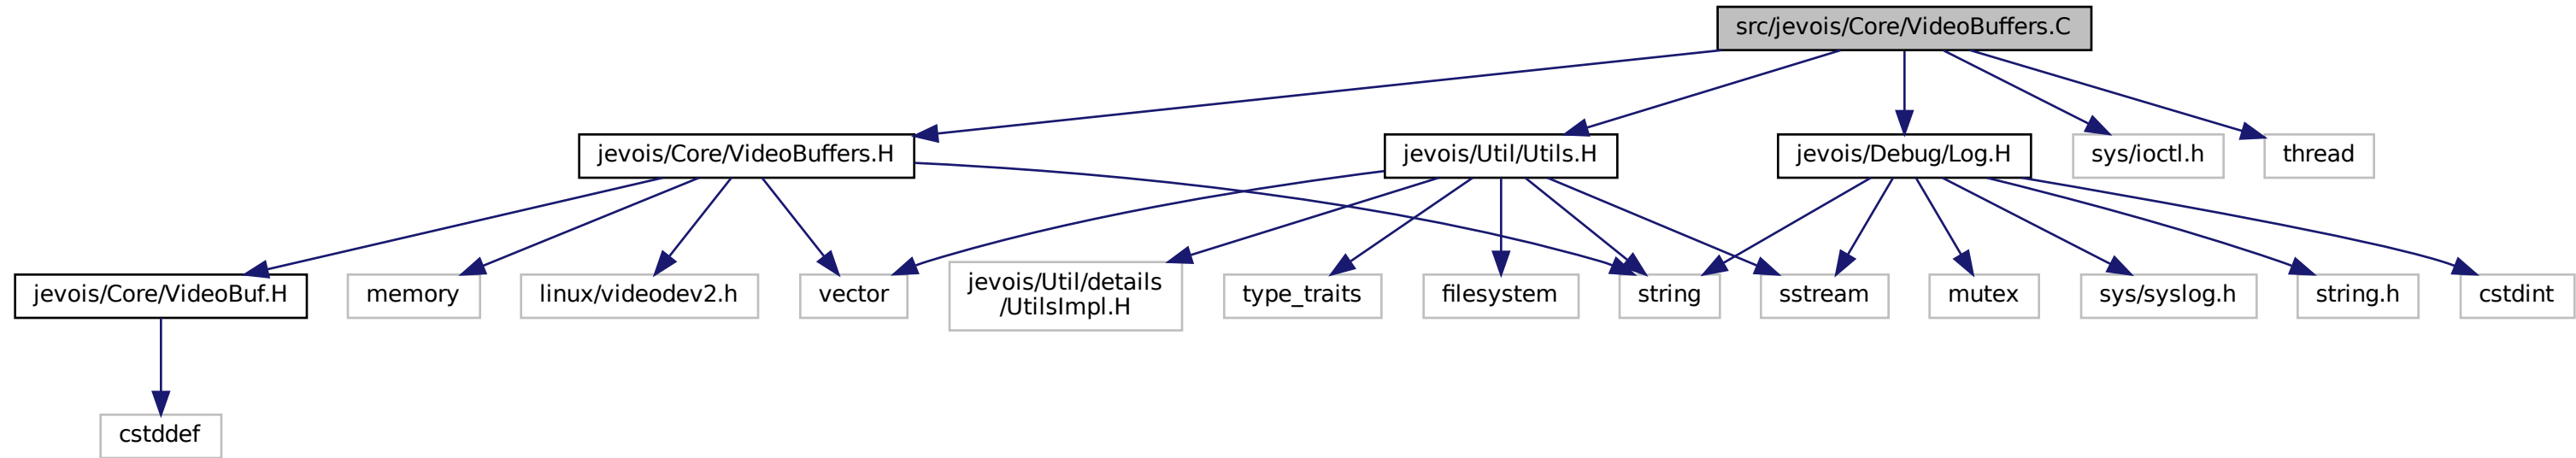 src/jevois/Core/VideoBuffers.C
jevois/Core/VideoBuffers.H
jevois/Util/Utils.H
jevois/Debug/Log.H
sys/ioctl.h
thread
jevois/Core/VideoBuf.H
memory
linux/videodev2.h
vector
jevois/Util/details
/UtilsImpl.H
type_traits
filesystem
string
sstream
mutex
sys/syslog.h
string.h
cstdint
cstddef